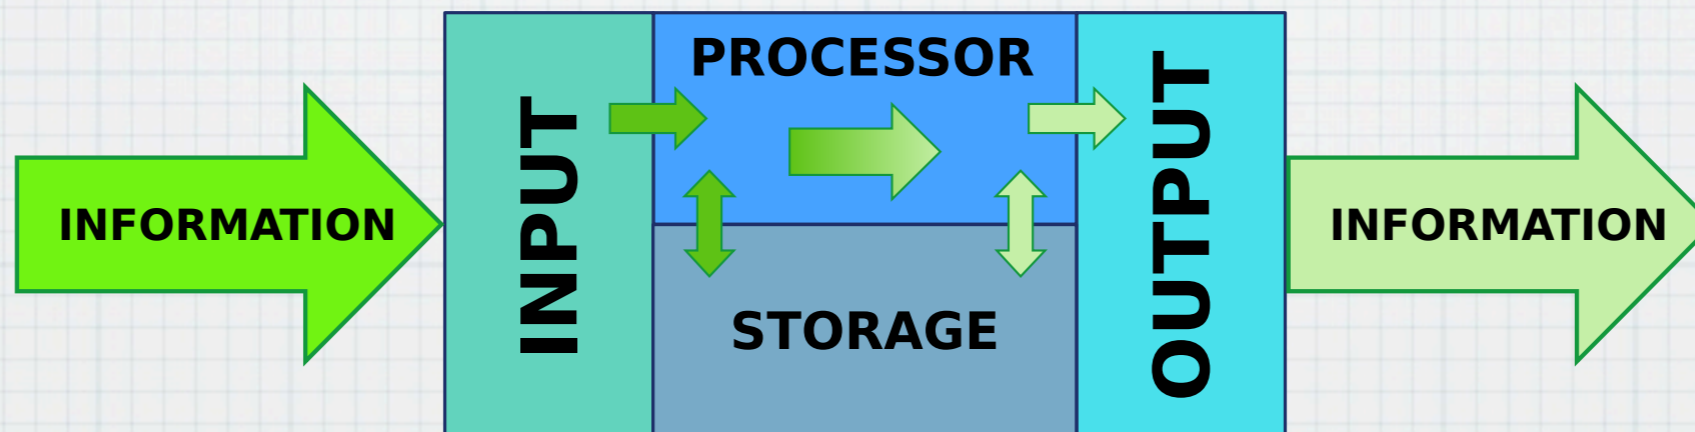 INFORMATION
INPUT
PROCESSOR
STORAGE
OUTPUT
INFORMATION